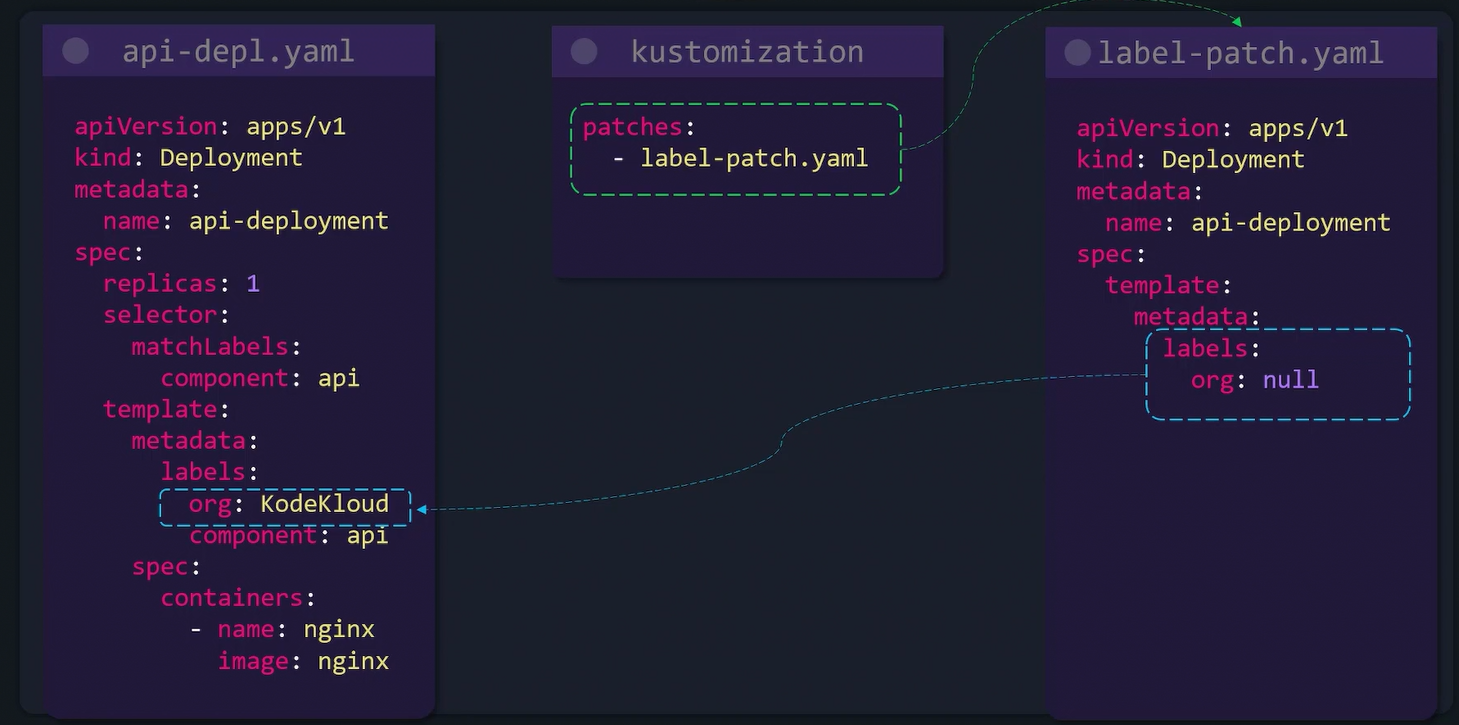 api-depl.yaml
apiVersion: apps/v1
kind: Deployment
metadata:
  name: api-deployment
spec:
  replicas: 1
  selector:
    matchLabels:
      component: api
  template:
    metadata:
      labels:
        org: KodeKloud
        component: api
    spec:
      containers:
        - name: nginx
          image: nginx
kustomization
patches:
  - label-patch.yaml
label-patch.yaml
apiVersion: apps/v1
kind: Deployment
metadata:
  name: api-deployment
spec:
  template:
    metadata:
      labels:
        org: null